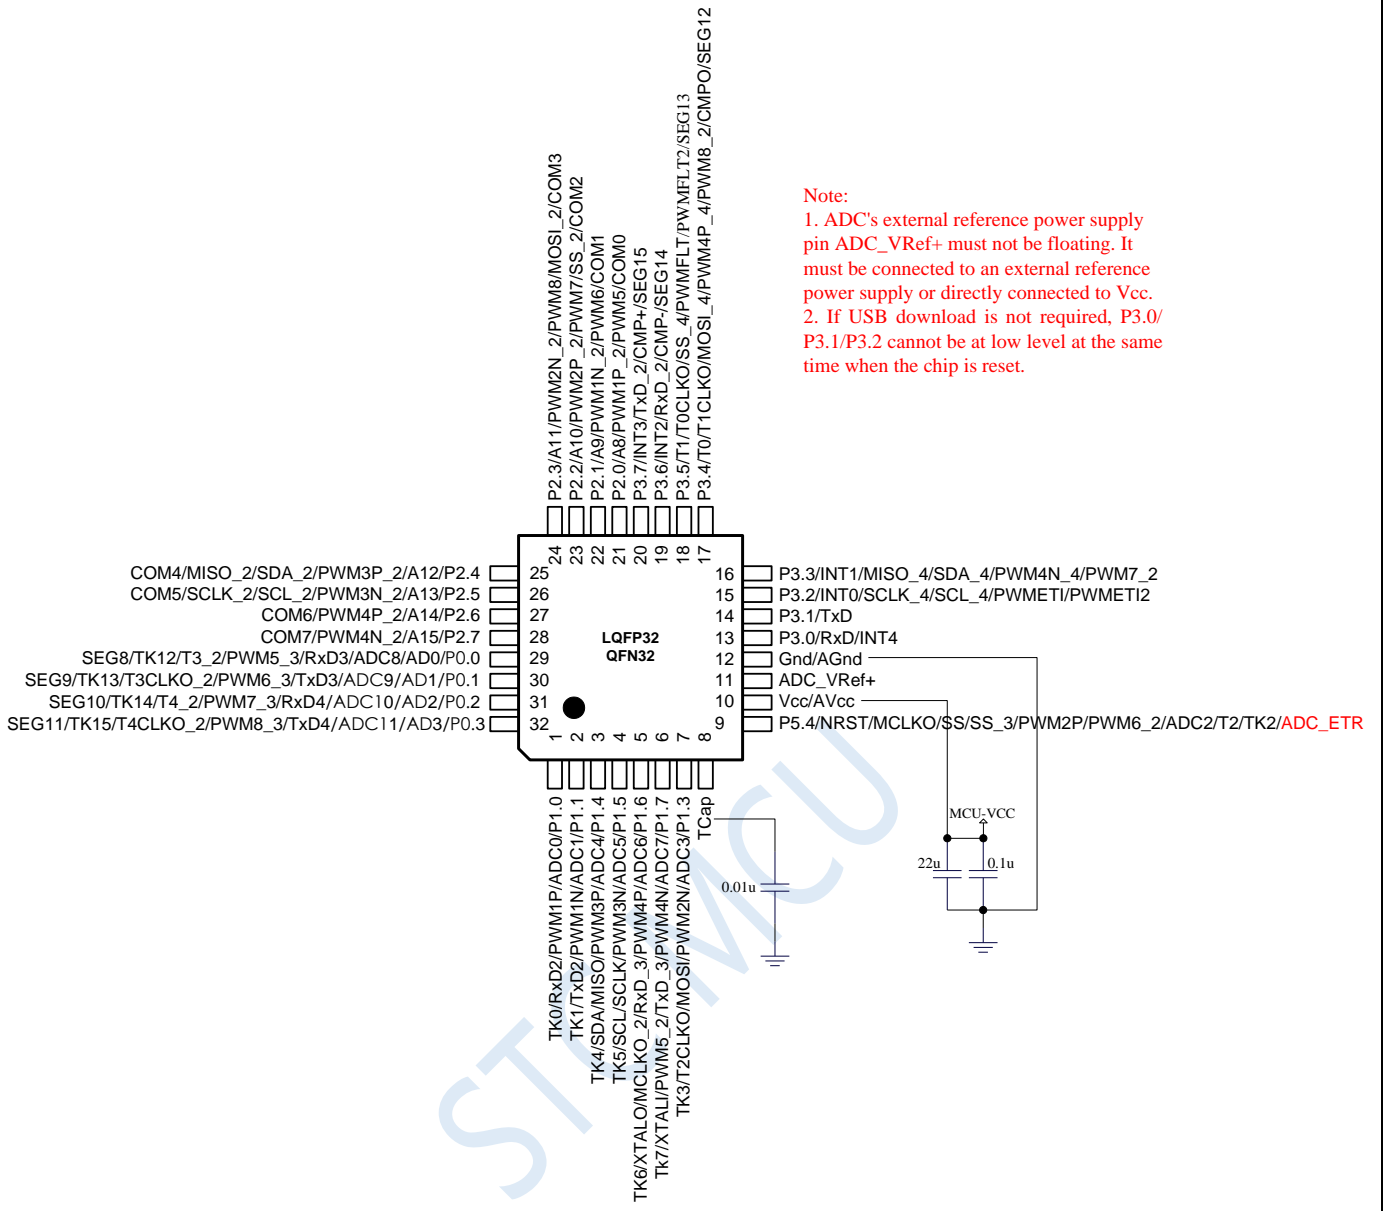 P2.3/A11/PWM2N_2/PWM8/MOSI_2/COM3
P2.2/A10/PWM2P_2/PWM7/SS_2/COM2
P2.1/A9/PWM1N_2/PWM6/COM1
P2.0/A8/PWM1P_2/PWM5/COM0
P3.7/INT3/TxD_2/CMP+/SEG15
P3.6/INT2/RxD_2/CMP-/SEG14
P3.5/T1/T0CLKO/SS_4/PWMFLT/PWMFLT2/SEG13
P3.4/T0/T1CLKO/MOSI_4/PWM4P_4/PWM8_2/CMPO/SEG12
Note:
1. ADC's external reference power supply
pin ADC_VRef+ must not be floating. It
must be connected to an external reference
power supply or directly connected to Vcc.
2. If USB download is not required, P3.0/
P3.1/P3.2 cannot be at low level at the same
time when the chip is reset.
24
23
22
21
20
19
18
17
COM4/MISO_2/SDA_2/PWM3P_2/A12/P2.4
25
COM5/SCLK_2/SCL_2/PWM3N_2/A13/P2.5
26
COM6/PWM4P_2/A14/P2.6
27
COM7/PWM4N_2/A15/P2.7
28
SEG8/TK12/T3_2/PWM5_3/RxD3/ADC8/AD0/P0.0
29
SEG9/TK13/T3CLKO_2/PWM6_3/TxD3/ADC9/AD1/P0.1
30
SEG10/TK14/T4_2/PWM7_3/RxD4/ADC10/AD2/P0.2
31
SEG11/TK15/T4CLKO_2/PWM8_3/TxD4/ADC11/AD3/P0.3
32
LQFP32
QFN32
16
P3.3/INT1/MISO_4/SDA_4/PWM4N_4/PWM7_2
15
P3.2/INT0/SCLK_4/SCL_4/PWMETI/PWMETI2
14
P3.1/TxD
13
P3.0/RxD/INT4
12
Gnd/AGnd
11
ADC_VRef+
10
Vcc/AVcc
9
P5.4/NRST/MCLKO/SS/SS_3/PWM2P/PWM6_2/ADC2/T2/TK2/ADC_ETR
1
2
3
4
5
6
7
8
TK0/RxD2/PWM1P/ADC0/P1.0
TK1/TxD2/PWM1N/ADC1/P1.1
TK4/SDA/MISO/PWM3P/ADC4/P1.4
TK5/SCL/SCLK/PWM3N/ADC5/P1.5
TK6/XTALO/MCLKO_2/RxD_3/PWM4P/ADC6/P1.6
Tk7/XTALI/PWM5_2/TxD_3/PWM4N/ADC7/P1.7
TK3/T2CLKO/MOSI/PWM2N/ADC3/P1.3
TCap
MCU-VCC
22u
0.1u
0.01u
STC MCU